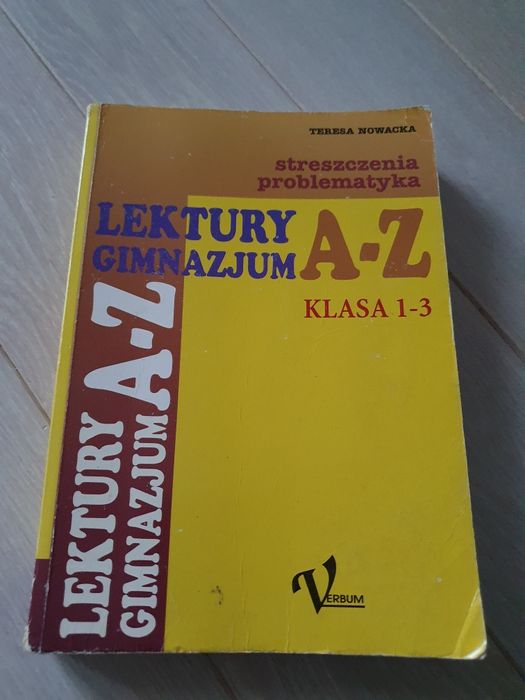 TERESA NOWACKA
streszczenia
problematyka
LEKTURY
GIMNAZJUM A-Z
KLASA 1-3
LEKTURY
GIMNAZJUM A-Z
VERBUM